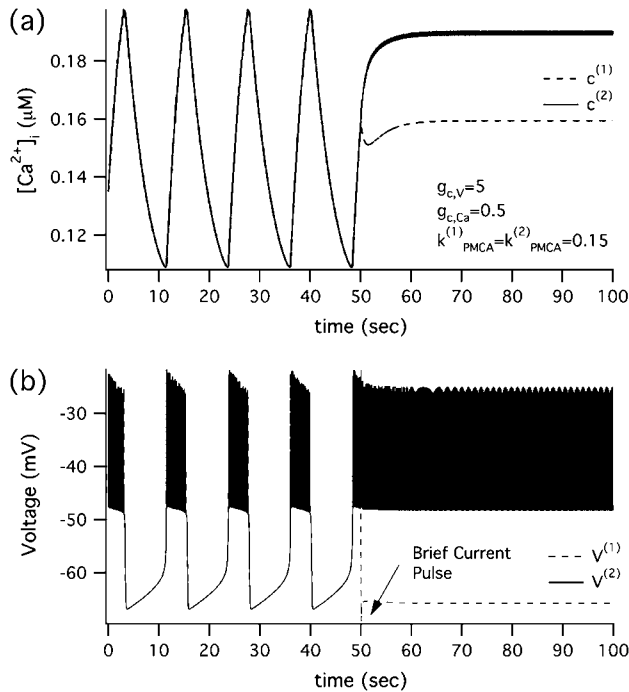 (a)
[Ca²⁺]ᵢ (μM)
0.18
0.16
0.14
0.12
c⁽¹⁾
c⁽²⁾
g_{c,V}=5
g_{c,Ca}=0.5
k⁽¹⁾_{PMCA}=k⁽²⁾_{PMCA}=0.15
0 10 20 30 40 50 60 70 80 90 100
time (sec)
(b)
Voltage (mV)
-30
-40
-50
-60
Brief Current
Pulse
V⁽¹⁾
V⁽²⁾
0 10 20 30 40 50 60 70 80 90 100
time (sec)